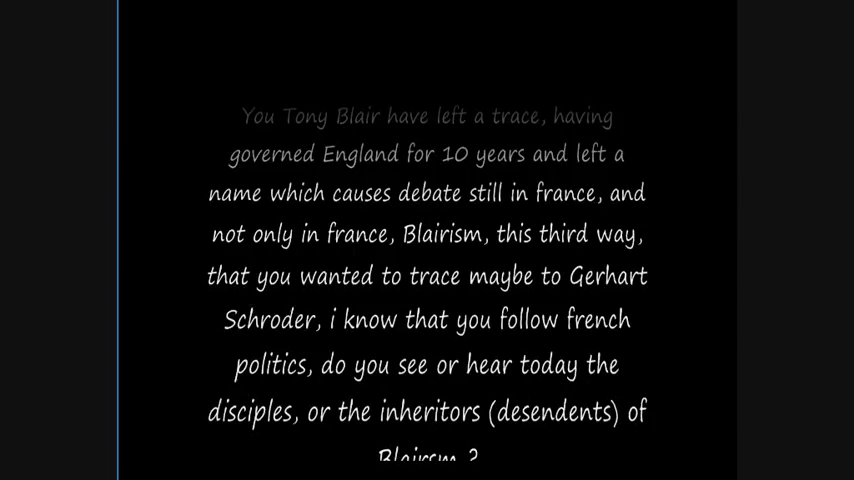 You Tony Blair have left a trace, having
governed England for 10 years and left a
name which causes debate still in france, and
not only in france, Blairism, this third way,
that you wanted to trace maybe to Gerhart
Schroder, i know that you follow french
politics, do you see or hear today the
disciples, or the inheritors (desendents) of
Blairsm ?